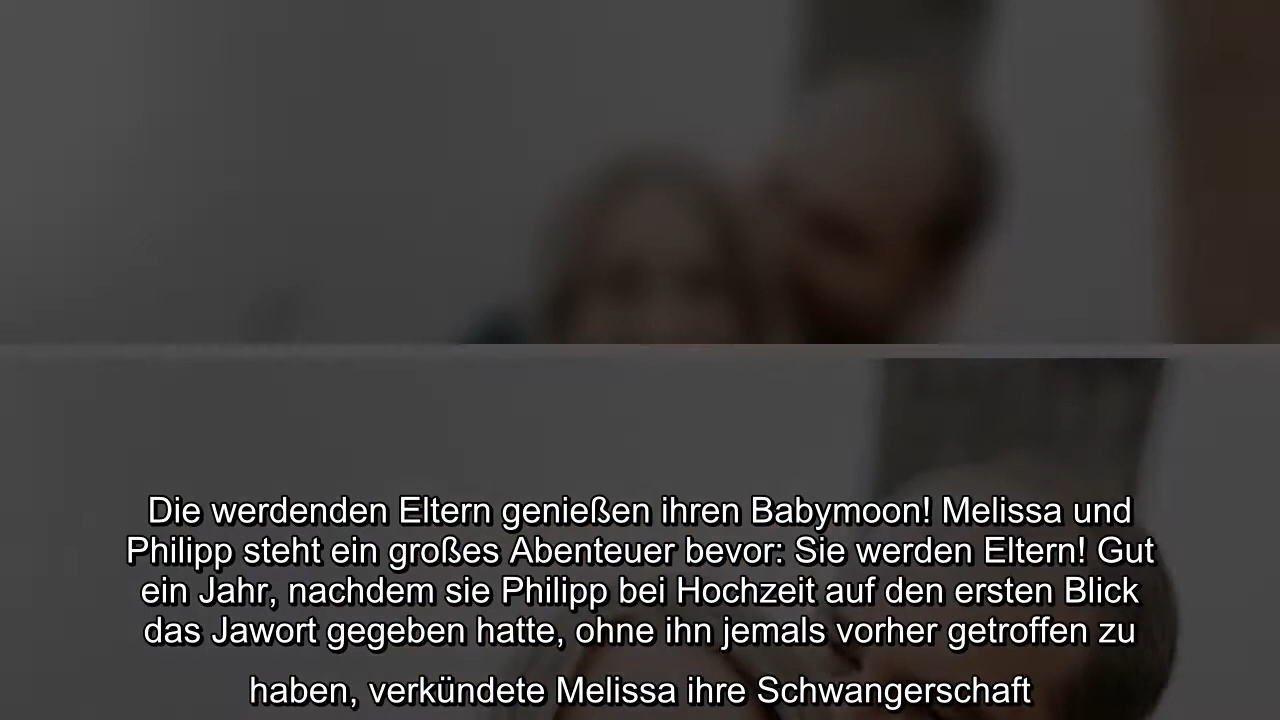 Die werdenden Eltern genießen ihren Babymoon! Melissa und
Philipp steht ein großes Abenteuer bevor: Sie werden Eltern! Gut
ein Jahr, nachdem sie Philipp bei Hochzeit auf den ersten Blick
das Jawort gegeben hatte, ohne ihn jemals vorher getroffen zu
haben, verkündete Melissa ihre Schwangerschaft